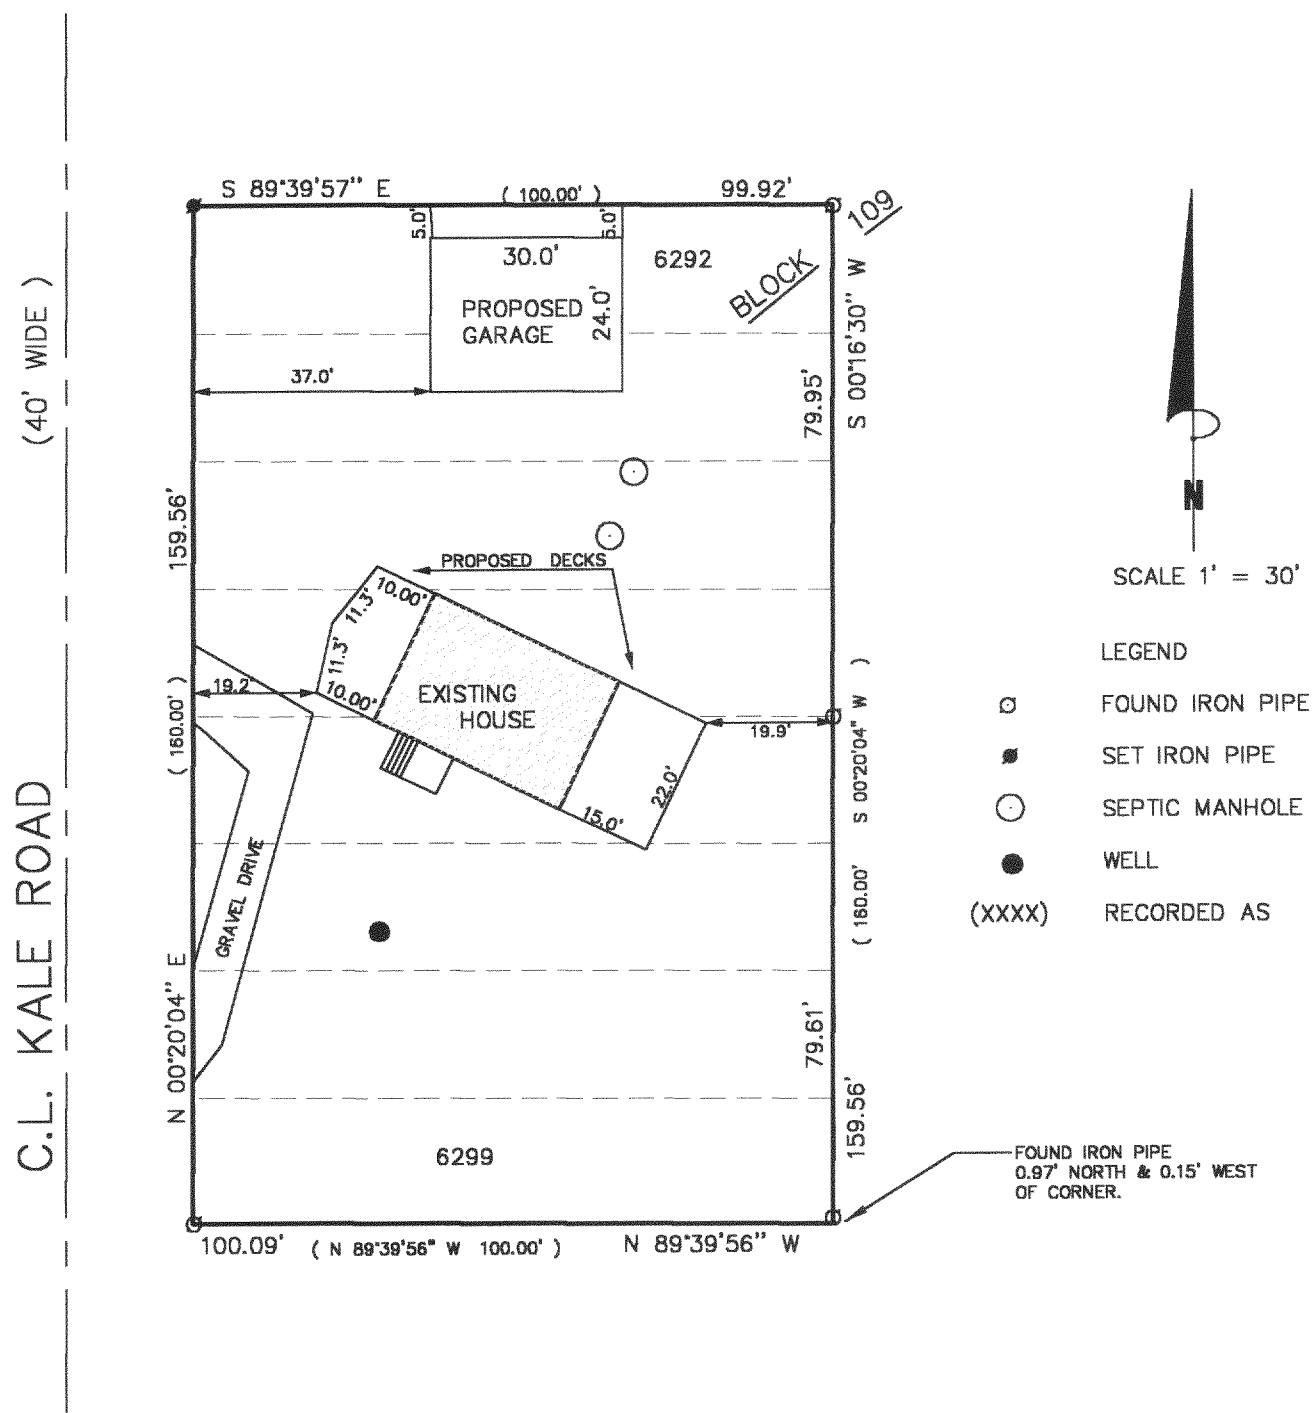 S 89°39'57" E
( 100.00' )
99.92'
109
BLOCK
5.0'
5.0'
30.0'
6292
PROPOSED
GARAGE
24.0'
37.0'
(40' WIDE )
C.L. KALE ROAD
159.56'
( 160.00' )
N 00°20'04" E
79.95'
S 00°16'30" W
PROPOSED DECKS
10.00'
11.3'
11.3'
10.00'
19.2'
EXISTING
HOUSE
19.9'
22.0'
15.0'
GRAVEL DRIVE
( 160.00' S 00°20'04" W )
79.61'
159.56'
6299
100.09'
( N 89°39'56" W 100.00' )
N 89°39'56" W
N
SCALE 1' = 30'
LEGEND
FOUND IRON PIPE
SET IRON PIPE
SEPTIC MANHOLE
WELL
(XXXX) RECORDED AS
FOUND IRON PIPE
0.97' NORTH & 0.15' WEST
OF CORNER.